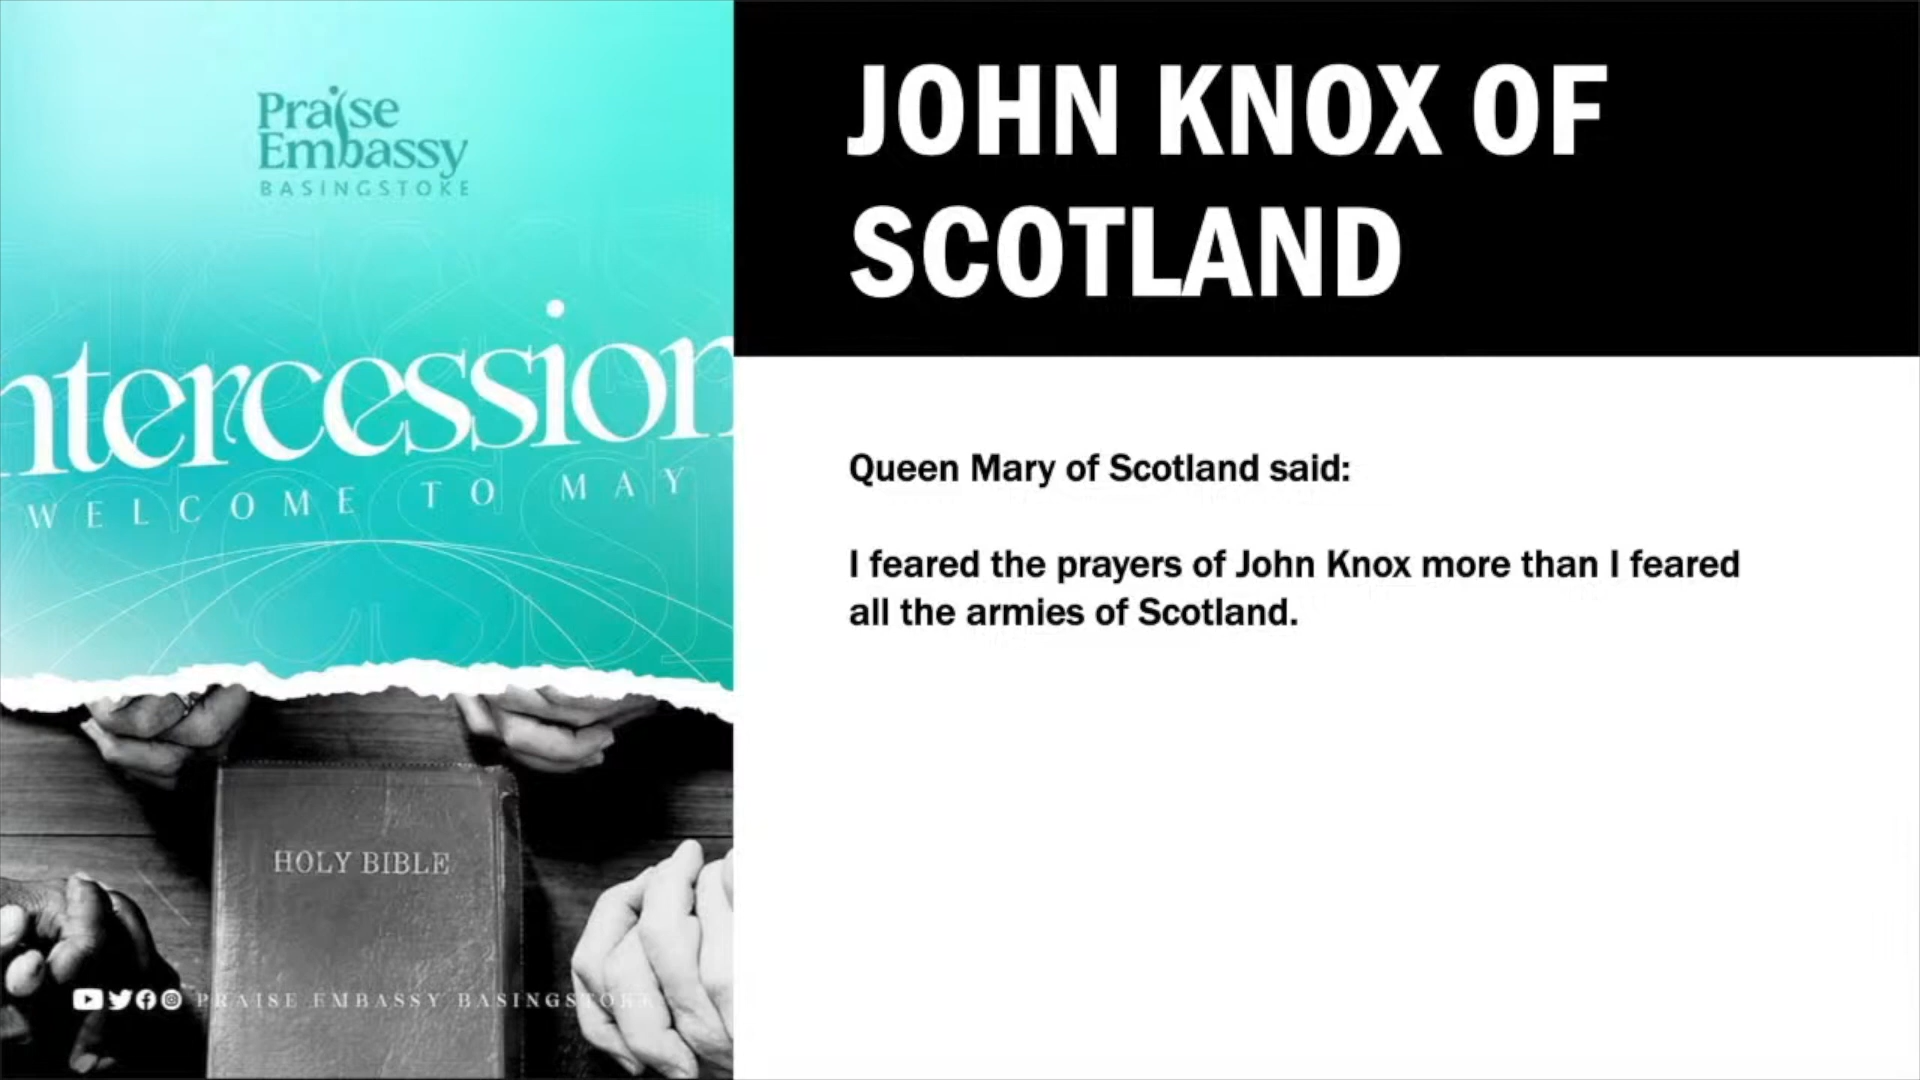 Praise
Embassy
BASINGSTOKE
ntercession
WELCOME TO MAY
HOLY BIBLE
PRAISE EMBASSY BASINGSTOKE
JOHN KNOX OF
SCOTLAND
Queen Mary of Scotland said:
I feared the prayers of John Knox more than I feared
all the armies of Scotland.